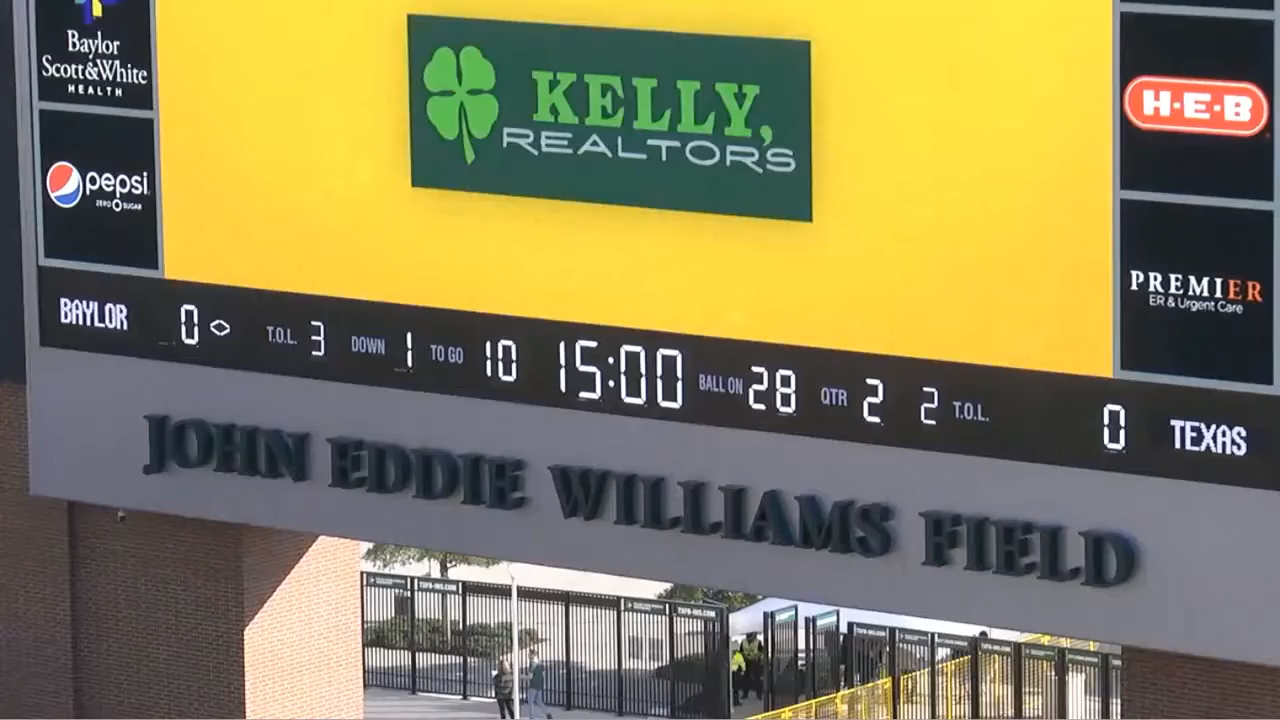 Baylor
Scott&White
HEALTH
pepsi
ZERO SUGAR
KELLY,
REALTORS
H-E-B
PREMIER
ER & Urgent Care
BAYLOR 0 T.O.L. 3 DOWN 1 TO GO 10 15:00 BALL ON 28 QTR 2 2 T.O.L. 0 TEXAS
JOHN EDDIE WILLIAMS FIELD